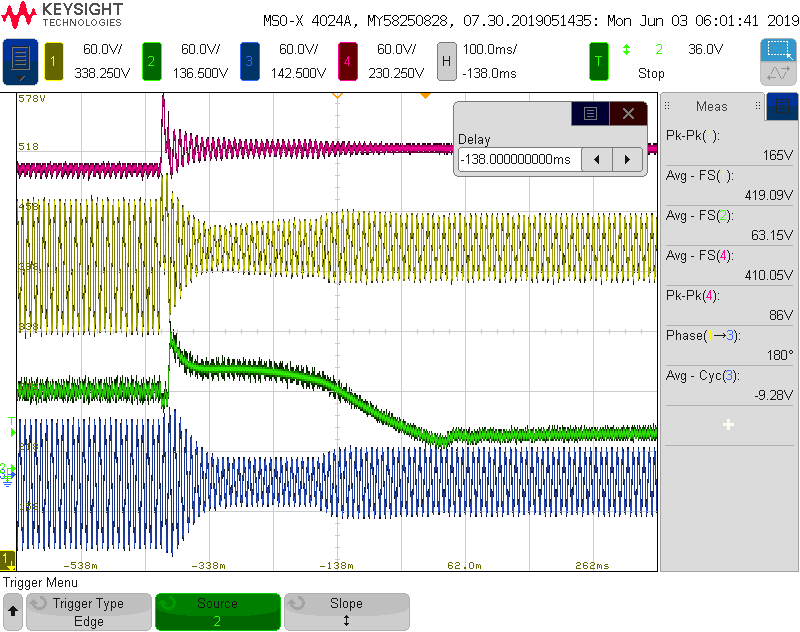 KEYSIGHT
TECHNOLOGIES
MSO-X 4024A, MY58250828, 07.30.2019051435: Mon Jun 03 06:01:41 2019
1 60.0V/ 2 60.0V/ 3 60.0V/ 4 60.0V/ H 100.0ms/ T 2 36.0V
338.250V 136.500V 142.500V 230.250V -138.0ms Stop
578V
518
458
398
338
218
158
-538m -338m -138m 62.0m 262ms
T
2
1
Delay
-138.000000000ms
Meas
Pk-Pk( ):
165V
Avg - FS( ):
419.09V
Avg - FS(2):
63.15V
Avg - FS(4):
410.05V
Pk-Pk(4):
86V
Phase(1→3):
180°
Avg - Cyc(3):
-9.28V
Trigger Menu
Trigger Type
Edge
Source
2
Slope